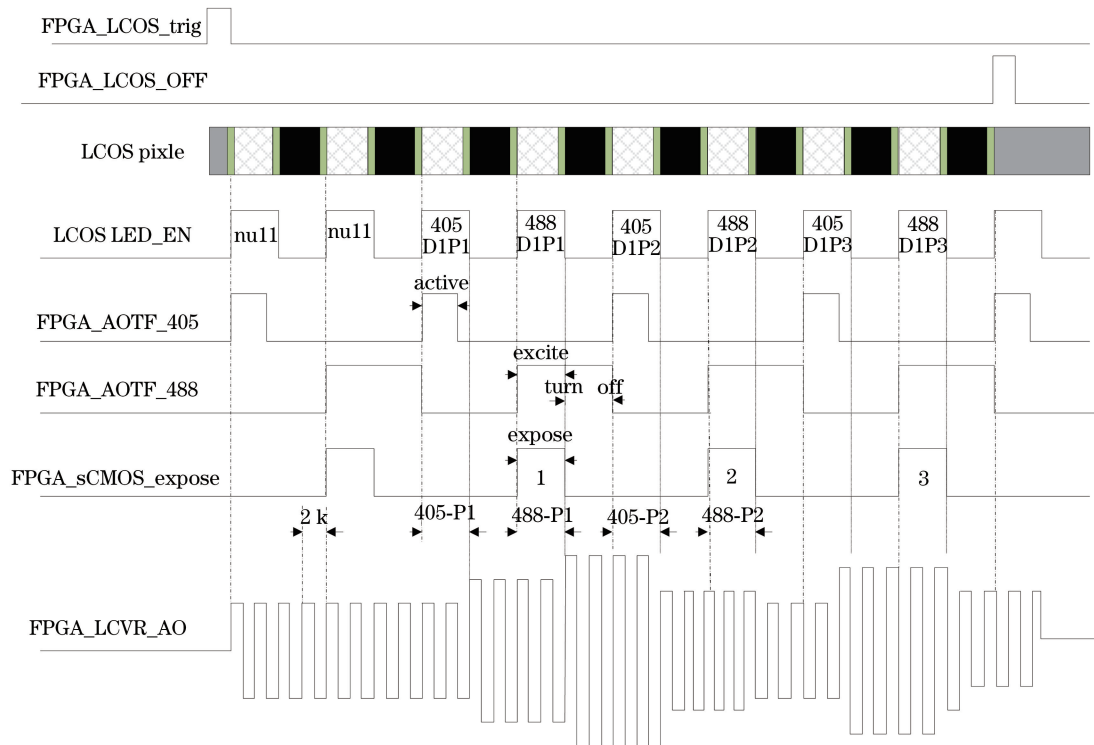 FPGA_LCOS_trig
FPGA_LCOS_OFF
LCOS pixle
LCOS LED_EN
nu11
nu11
405
D1P1
488
D1P1
405
D1P2
488
D1P2
405
D1P3
488
D1P3
active
FPGA_AOTF_405
excite
FPGA_AOTF_488
turn off
expose
FPGA_sCMOS_expose
1
2
3
2 k
405-P1
488-P1
405-P2
488-P2
FPGA_LCVR_AO